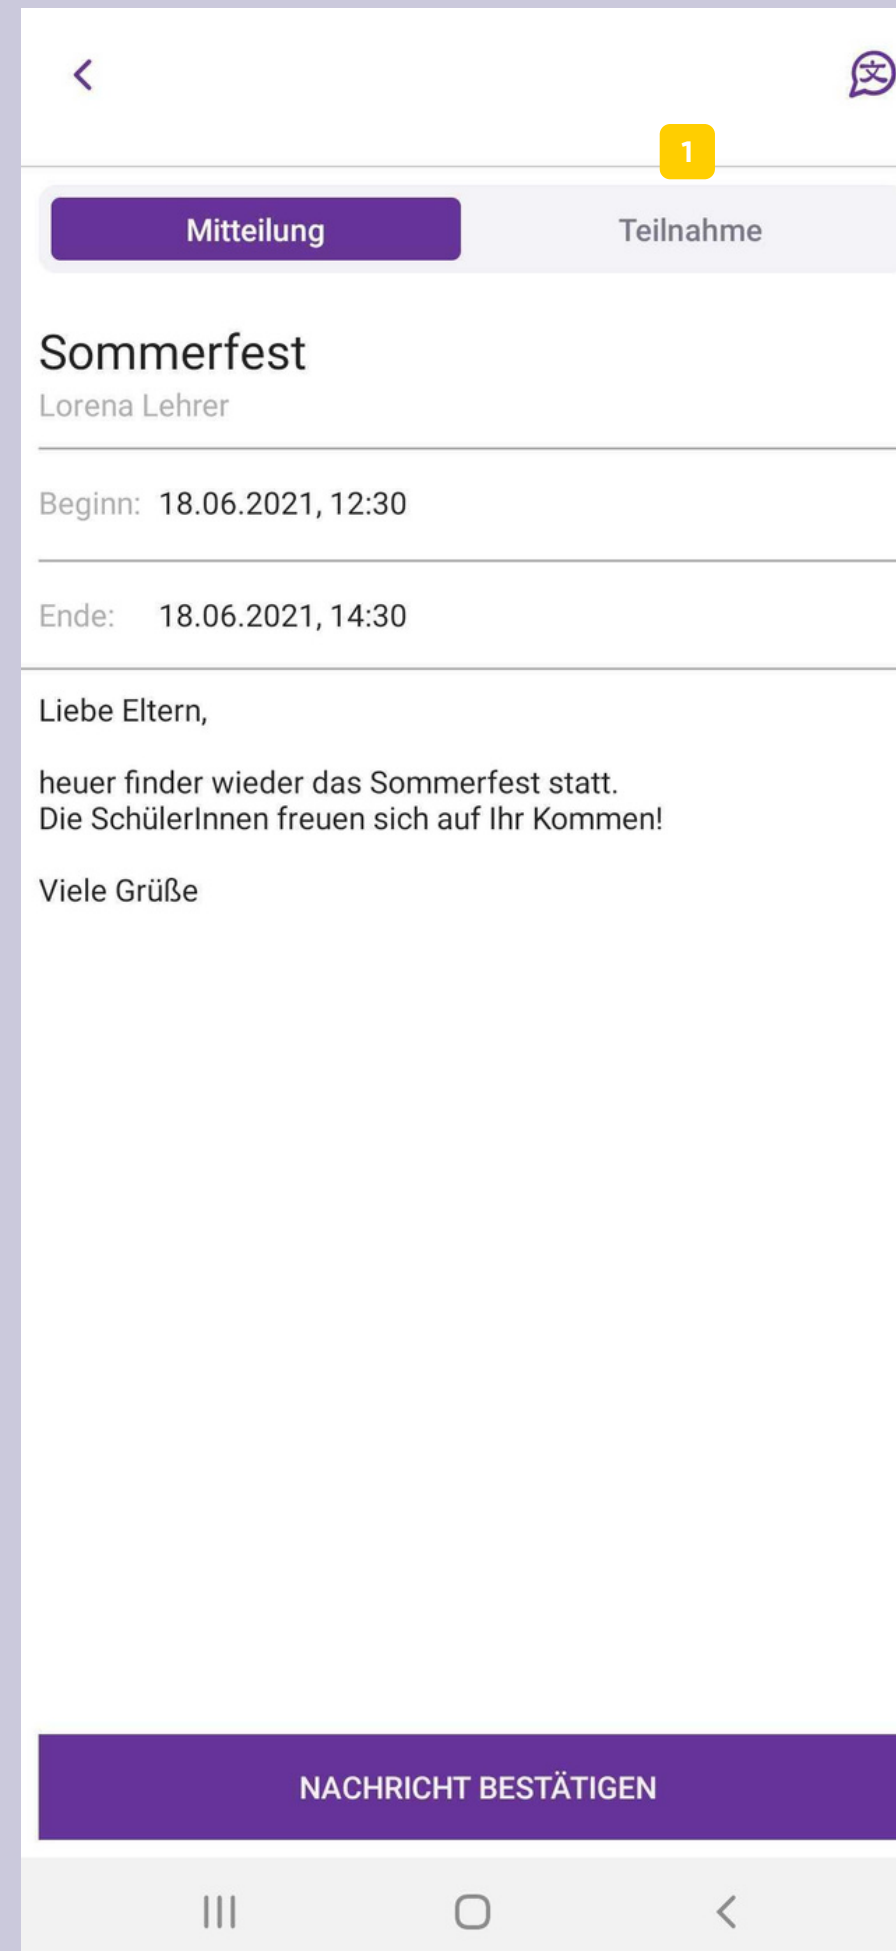 文
1
Mitteilung Teilnahme
Sommerfest
Lorena Lehrer
Beginn: 18.06.2021, 12:30
Ende: 18.06.2021, 14:30
Liebe Eltern,
heuer finder wieder das Sommerfest statt.
Die SchülerInnen freuen sich auf Ihr Kommen!
Viele Grüße
NACHRICHT BESTÄTIGEN